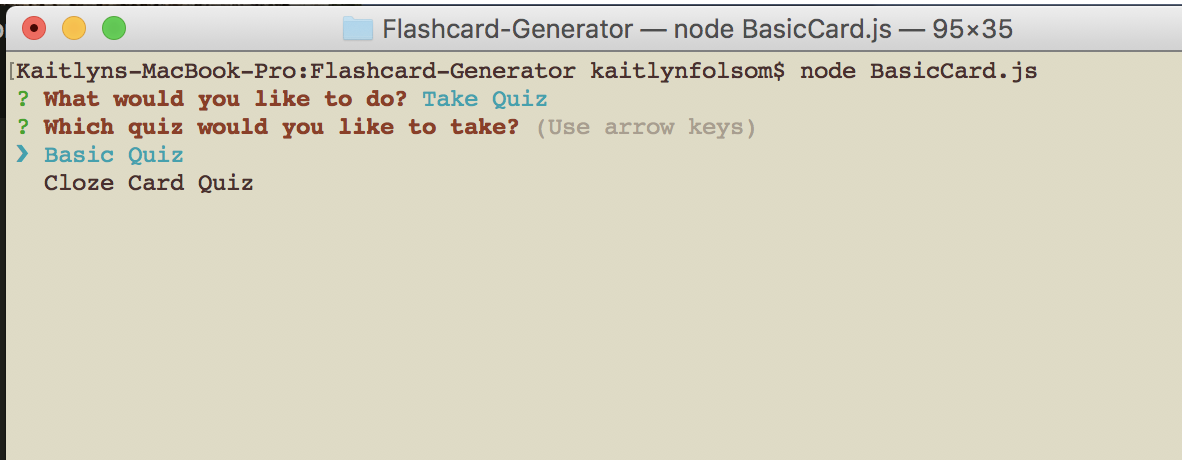 Flashcard-Generator — node BasicCard.js — 95×35
[Kaitlyns-MacBook-Pro:Flashcard-Generator kaitlynfolsom$ node BasicCard.js
? What would you like to do? Take Quiz
? Which quiz would you like to take? (Use arrow keys)
❯ Basic Quiz
Cloze Card Quiz